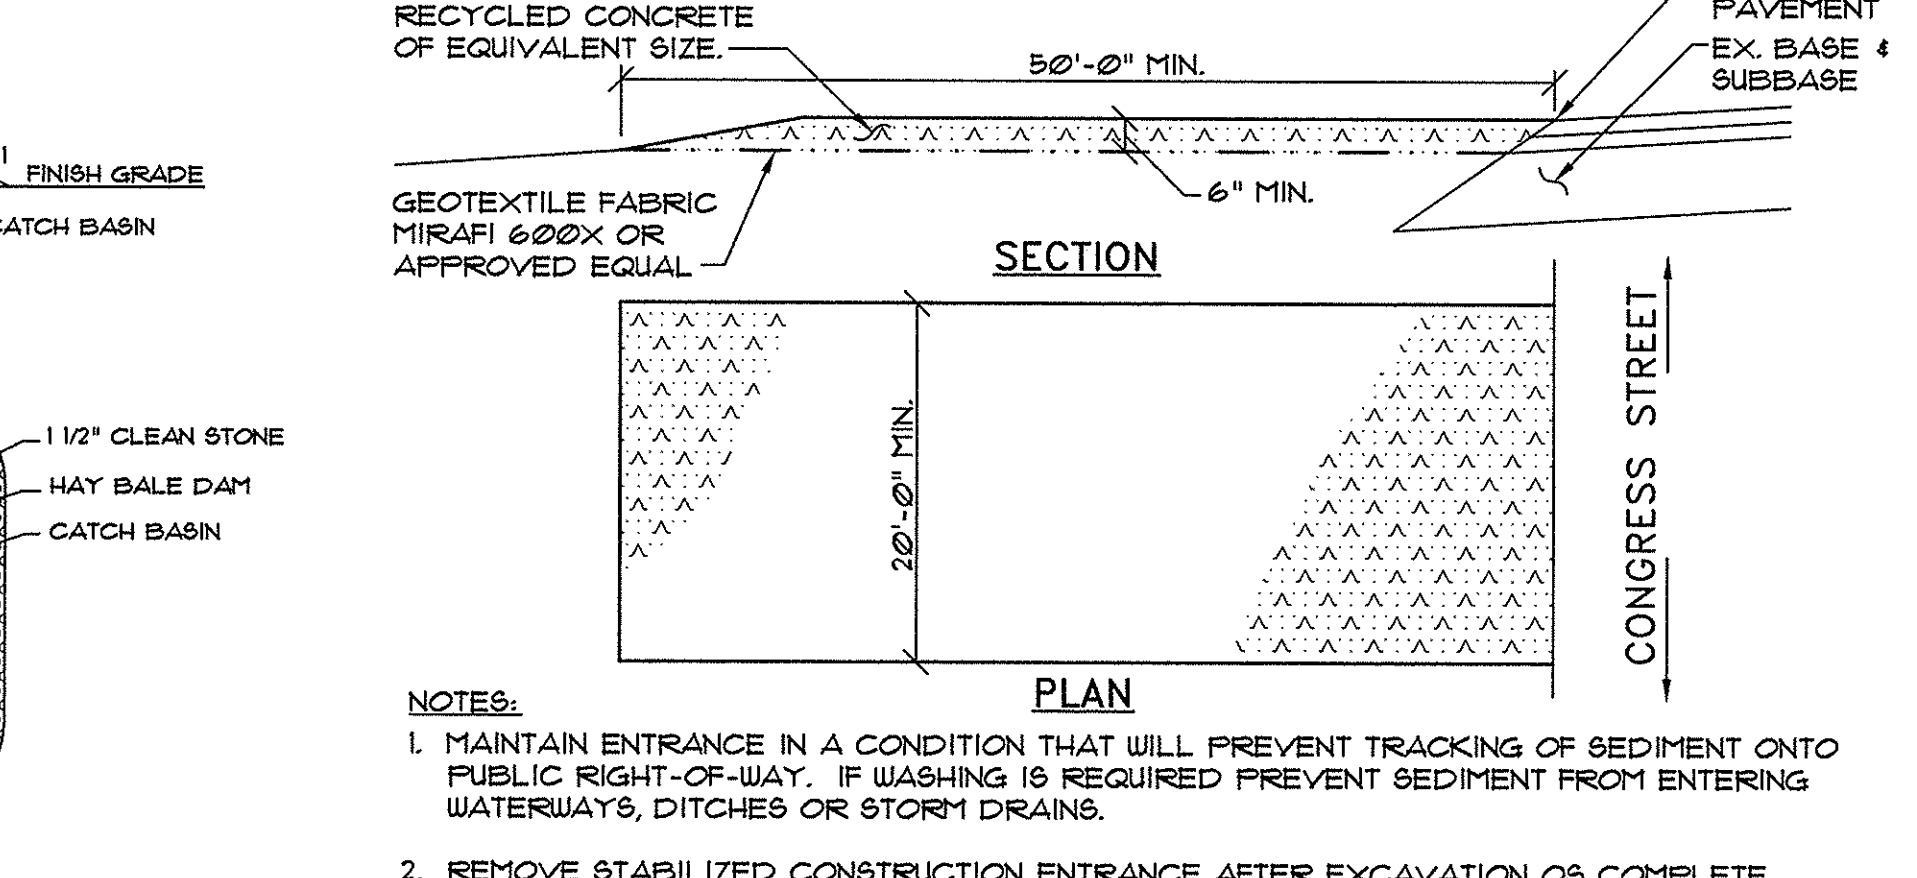 RECYCLED CONCRETE
OF EQUIVALENT SIZE.
50'-0" MIN.
PAVEMENT
EX. BASE &
SUBBASE
FINISH GRADE
CATCH BASIN
GEOTEXTILE FABRIC
MIRAFI 600X OR
APPROVED EQUAL
6" MIN.
SECTION
20'-0" MIN.
CONGRESS STREET
1 1/2" CLEAN STONE
HAY BALE DAM
CATCH BASIN
PLAN
NOTES:
1. MAINTAIN ENTRANCE IN A CONDITION THAT WILL PREVENT TRACKING OF SEDIMENT ONTO
PUBLIC RIGHT-OF-WAY. IF WASHING IS REQUIRED PREVENT SEDIMENT FROM ENTERING
WATERWAYS, DITCHES OR STORM DRAINS.
2. REMOVE STABILIZED CONSTRUCTION ENTRANCE AFTER EXCAVATION OS COMPLETE